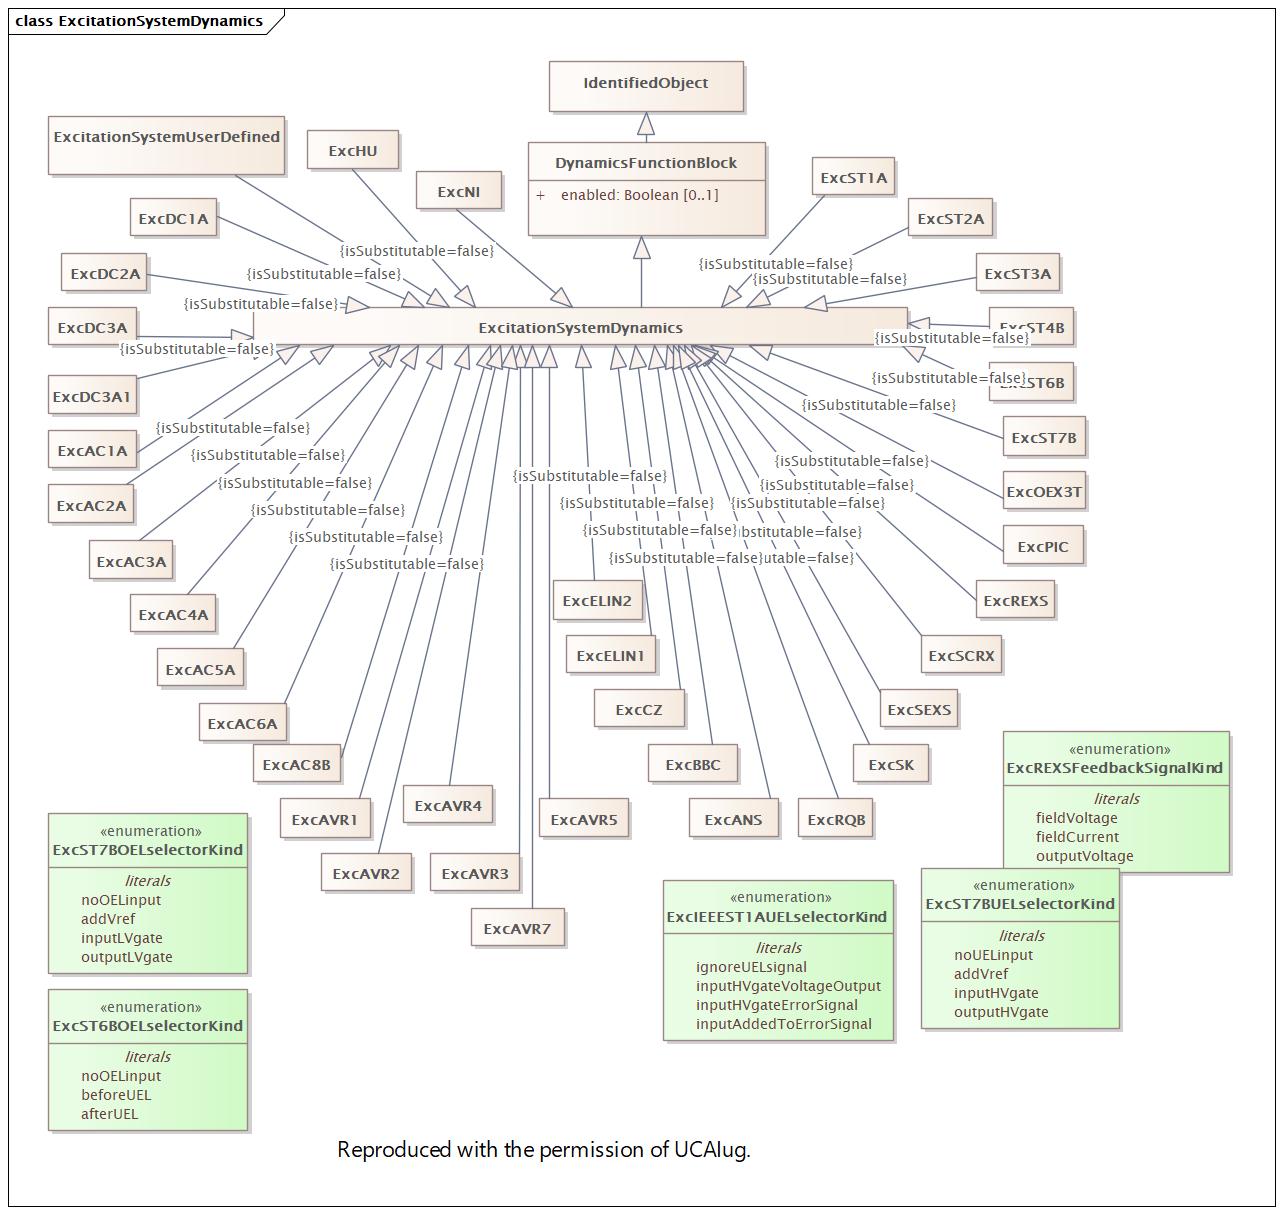 class ExcitationSystemDynamics
IdentifiedObject
ExcitationSystemUserDefined
ExcHU
DynamicsFunctionBlock
+ enabled: Boolean [0..1]
ExcNI
ExcST1A
ExcDC1A
ExcST2A
{isSubstitutable=false}
{isSubstitutable=false}
{isSubstitutable=false}
{isSubstitutable=false}
ExcDC2A
ExcST3A
{isSubstitutable=false}
ExcDC3A
ExcitationSystemDynamics
ExcST4B
{isSubstitutable=false}
{isSubstitutable=false}
{isSubstitutable=false}
ExcST6B
ExcDC3A1
{isSubstitutable=false}
{isSubstitutable=false}
ExcST7B
ExcAC1A
{isSubstitutable=false}
{isSubstitutable=false}
{isSubstitutable=false}
{isSubstitutable=false}
{isSubstitutable=false}
ExcOEX3T
ExcAC2A
{isSubstitutable=false}
{isSubstitutable=false}
{isSubstitutable=false}
{isSubstitutable=false}
{isSubstitutable=false}
bstitutable=false}
{isSubstitutable=false}
ExcPIC
ExcAC3A
{isSubstitutable=false}
{isSubstitutable=false}
utable=false}
ExcELIN2
ExcREXS
ExcAC4A
ExcELIN1
ExcSCRX
ExcAC5A
ExcCZ
ExcSEXS
ExcAC6A
ExcAC8B
ExcBBC
ExcSK
ExcAVR4
ExcAVR1
ExcAVR5
ExcANS
ExcRQB
ExcAVR2
ExcAVR3
ExcAVR7
«enumeration»
ExcREXSFeedbackSignalKind
literals
fieldVoltage
fieldCurrent
outputVoltage
«enumeration»
ExcST7BOELselectorKind
literals
noOELinput
addVref
inputLVgate
outputLVgate
«enumeration»
ExcIEEEST1AUELselectorKind
literals
ignoreUELsignal
inputHVgateVoltageOutput
inputHVgateErrorSignal
inputAddedToErrorSignal
«enumeration»
ExcST7BUELselectorKind
literals
noUELinput
addVref
inputHVgate
outputHVgate
«enumeration»
ExcST6BOELselectorKind
literals
noOELinput
beforeUEL
afterUEL
Reproduced with the permission of UCAIug.